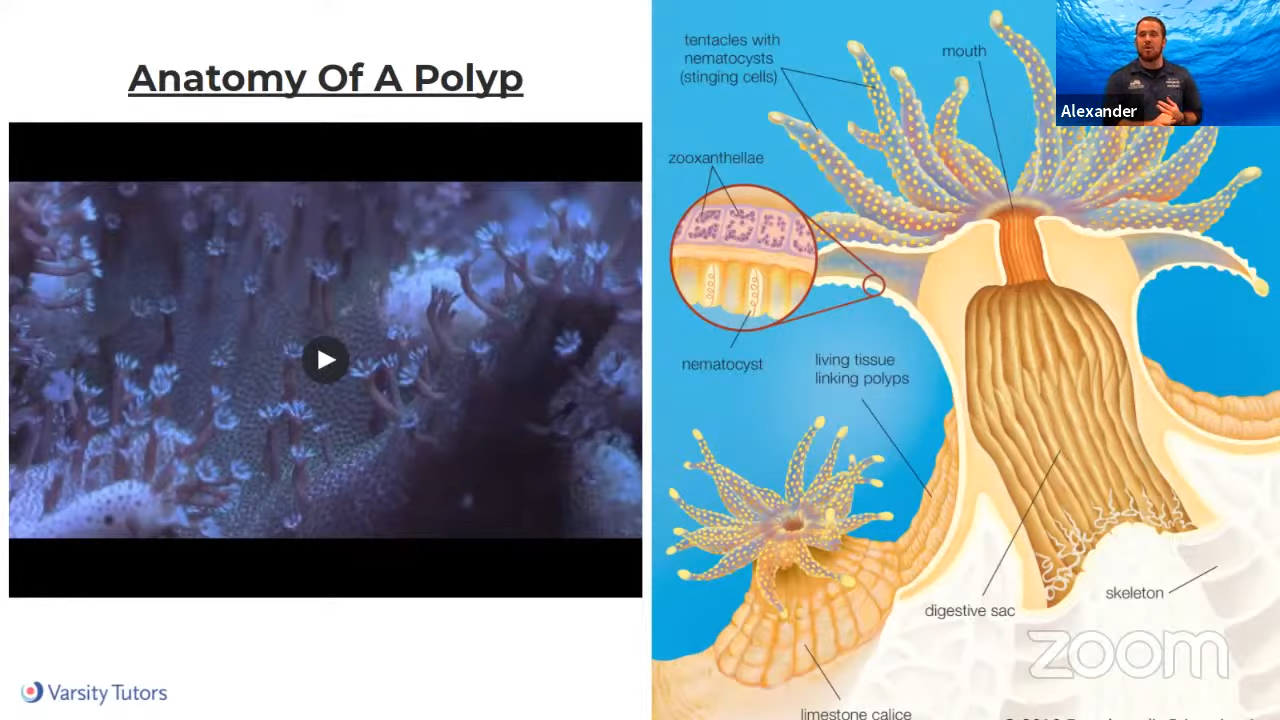 Anatomy Of A Polyp
tentacles with
nematocysts
(stinging cells)
mouth
Alexander
zooxanthellae
nematocyst
living tissue
linking polyps
digestive sac
skeleton
limestone calice
zoom
Varsity Tutors